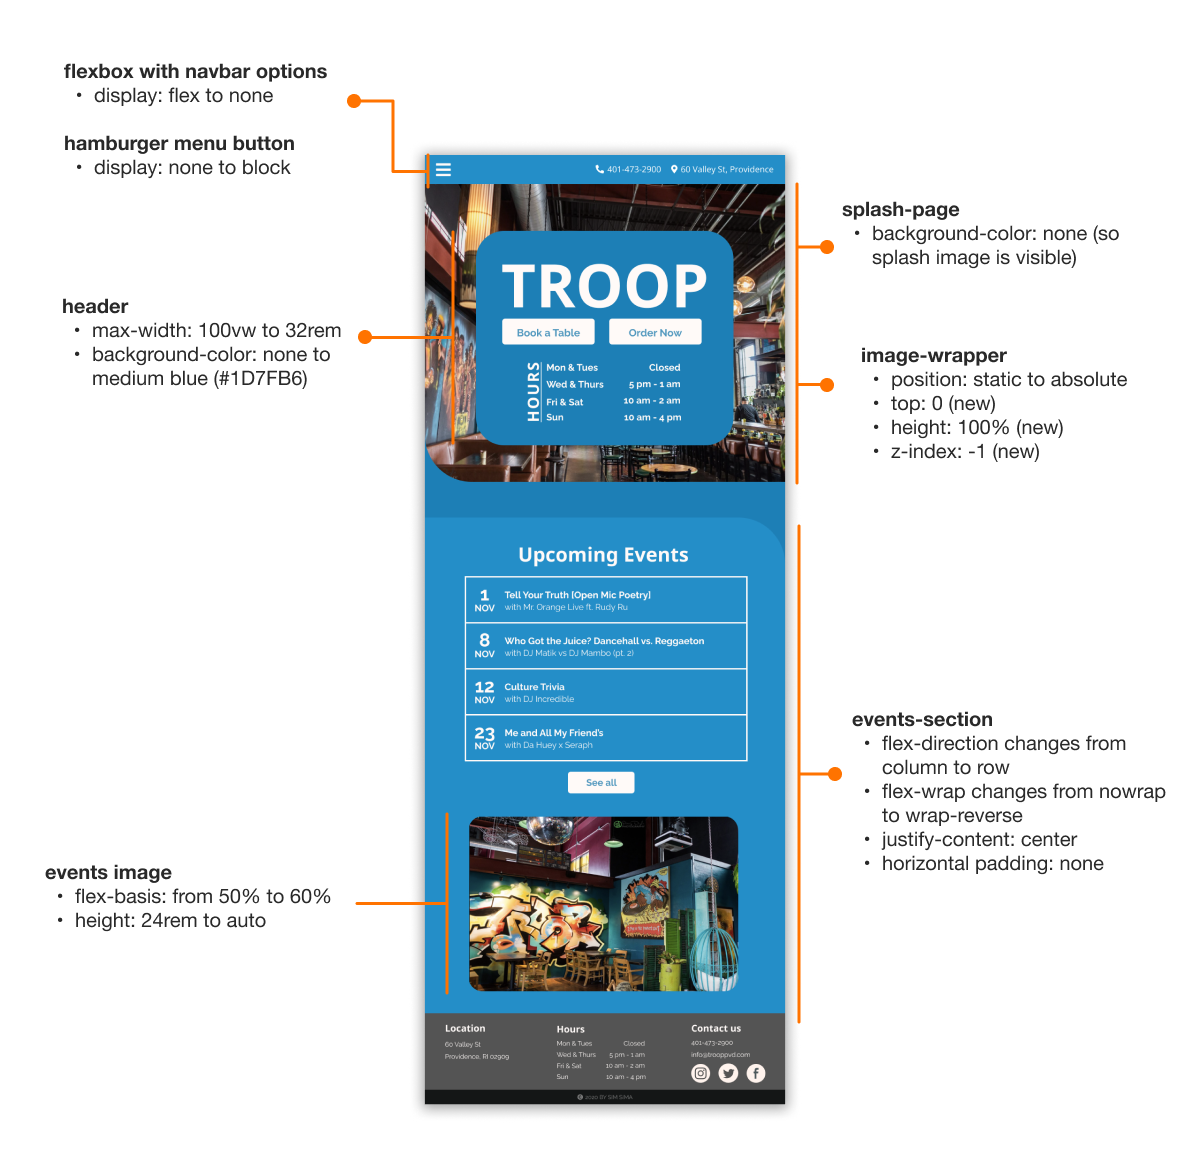 flexbox with navbar options
• display: flex to none
hamburger menu button
• display: none to block
header
• max-width: 100vw to 32rem
• background-color: none to
medium blue (#1D7FB6)
events image
• flex-basis: from 50% to 60%
• height: 24rem to auto
401-473-2900 60 Valley St, Providence
TROOP
Book a Table Order Now
HOURS
Mon & Tues Closed
Wed & Thurs 5 pm - 1 am
Fri & Sat 10 am - 2 am
Sun 10 am - 4 pm
Upcoming Events
1 NOV
Tell Your Truth [Open Mic Poetry]
with Mr. Orange Live ft. Rudy Ru
8 NOV
Who Got the Juice? Dancehall vs. Reggaeton
with DJ Matik vs DJ Mambo (pt. 2)
12 NOV
Culture Trivia
with DJ Incredible
23 NOV
Me and All My Friend's
with Da Huey x Seraph
See all
Location
60 Valley St
Providence, RI 02909
Hours
Mon & Tues Closed
Wed & Thurs 5 pm - 1 am
Fri & Sat 10 am - 2 am
Sun 10 am - 4 pm
Contact us
401-473-2900
info@trooppvd.com
© 2020 BY SIM SIMA
splash-page
• background-color: none (so
splash image is visible)
image-wrapper
• position: static to absolute
• top: 0 (new)
• height: 100% (new)
• z-index: -1 (new)
events-section
• flex-direction changes from
column to row
• flex-wrap changes from nowrap
to wrap-reverse
• justify-content: center
• horizontal padding: none